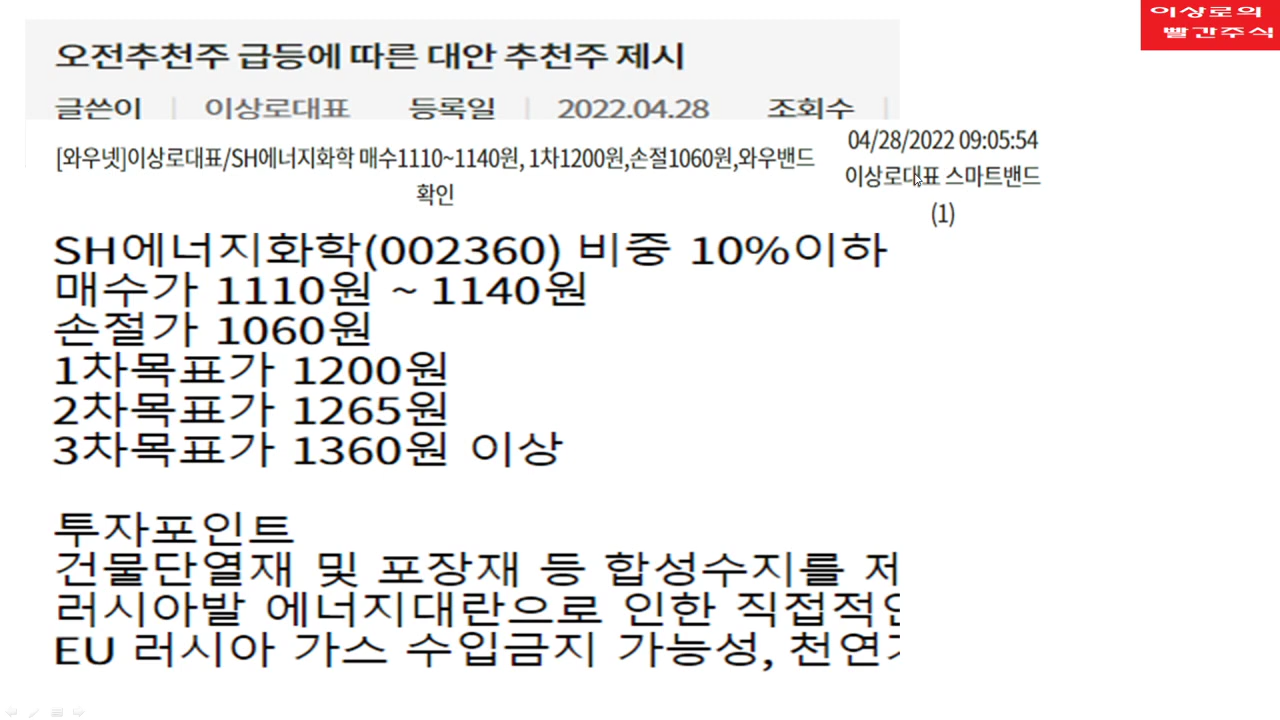 이상로의
빨간주식
오전추천주 급등에 따른 대안 추천주 제시
글쓴이 | 이상로대표 등록일 | 2022.04.28 조회수 |
[와우넷]이상로대표/SH에너지화학 매수1110~1140원, 1차1200원,손절1060원,와우밴드
확인
04/28/2022 09:05:54
이상로대표 스마트밴드
(1)
SH에너지화학(002360) 비중 10%이하
매수가 1110원 ~ 1140원
손절가 1060원
1차목표가 1200원
2차목표가 1265원
3차목표가 1360원 이상
투자포인트
건물단열재 및 포장재 등 합성수지를 제
러시아발 에너지대란으로 인한 직접적인
EU 러시아 가스 수입금지 가능성, 천연